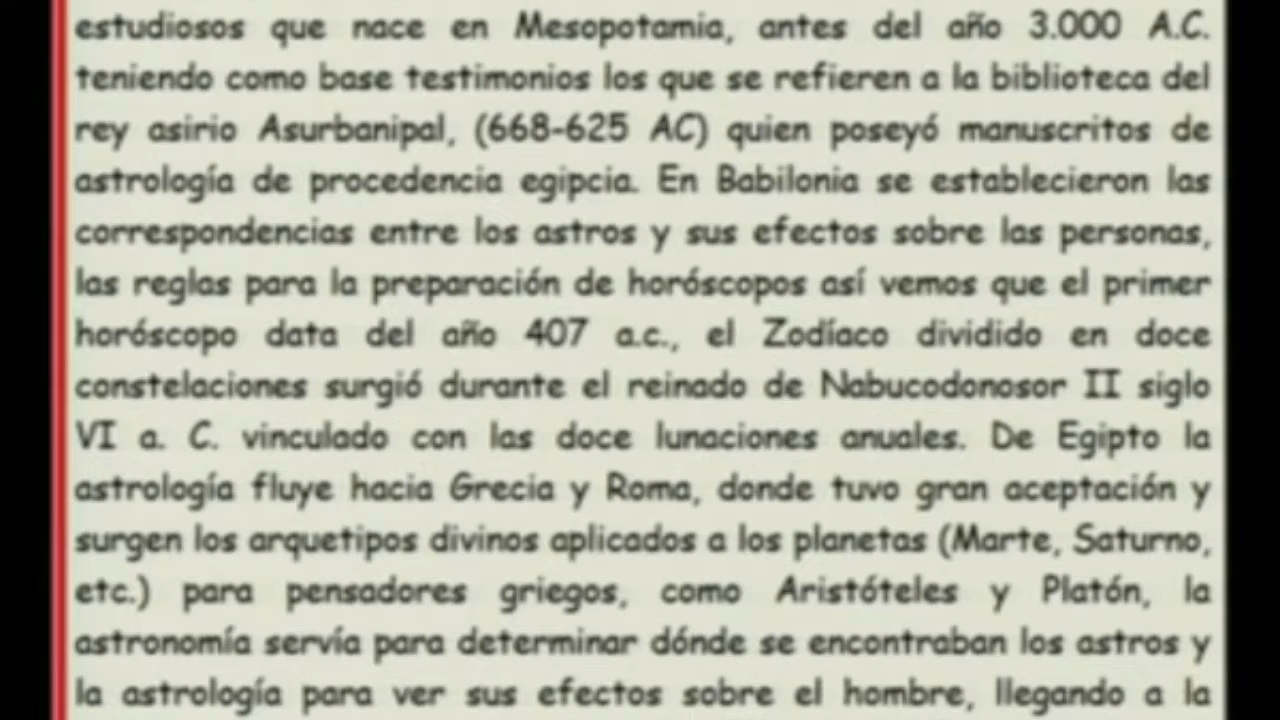 estudiosos que nace en Mesopotamia, antes del año 3.000 A.C.
teniendo como base testimonios los que se refieren a la biblioteca del
rey asirio Asurbanipal, (668-625 AC) quien poseyó manuscritos de
astrología de procedencia egipcia. En Babilonia se establecieron las
correspondencias entre los astros y sus efectos sobre las personas,
las reglas para la preparación de horóscopos así vemos que el primer
horóscopo data del año 407 a.c., el Zodíaco dividido en doce
constelaciones surgió durante el reinado de Nabucodonosor II siglo
VI a. C. vinculado con las doce lunaciones anuales. De Egipto la
astrología fluye hacia Grecia y Roma, donde tuvo gran aceptación y
surgen los arquetipos divinos aplicados a los planetas (Marte, Saturno,
etc.) para pensadores griegos, como Aristóteles y Platón, la
astronomía servía para determinar dónde se encontraban los astros y
la astrología para ver sus efectos sobre el hombre, llegando a la